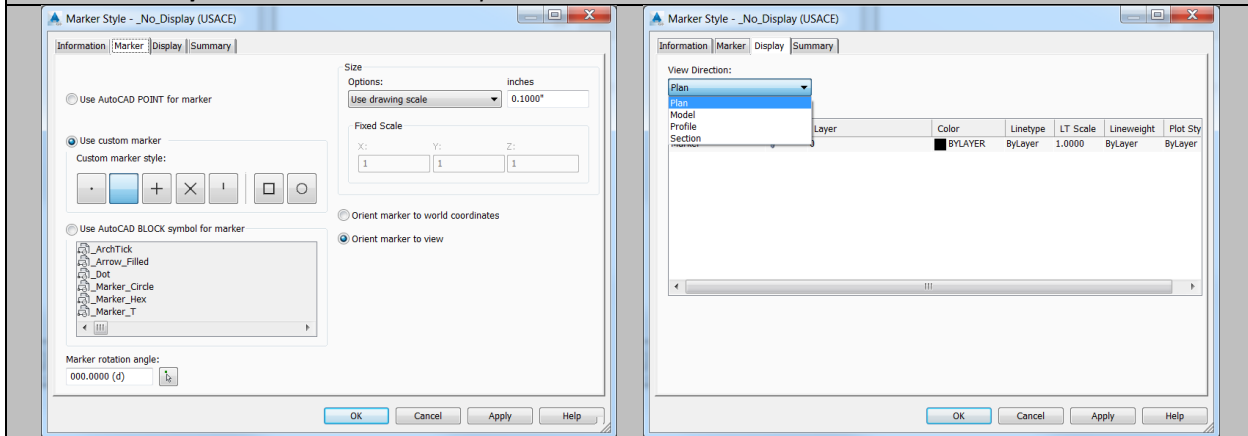 Marker Style - _No_Display (USACE)
Information Marker Display Summary
Use AutoCAD POINT for marker
Use custom marker
Custom marker style:
Use AutoCAD BLOCK symbol for marker
_ArchTick
_Arrow_Filled
_Dot
_Marker_Circle
_Marker_Hex
_Marker_T
Marker rotation angle:
000.0000 (d)
Size
Options: inches
Use drawing scale 0.1000"
Fixed Scale
X: Y: Z:
1 1 1
Orient marker to world coordinates
Orient marker to view
OK Cancel Apply Help
Marker Style - _No_Display (USACE)
Information Marker Display Summary
View Direction:
Plan
Plan
Model
Profile
Section
Layer Color Linetype LT Scale Lineweight Plot Sty
0 BYLAYER ByLayer 1.0000 ByLayer ByLayer
OK Cancel Apply Help